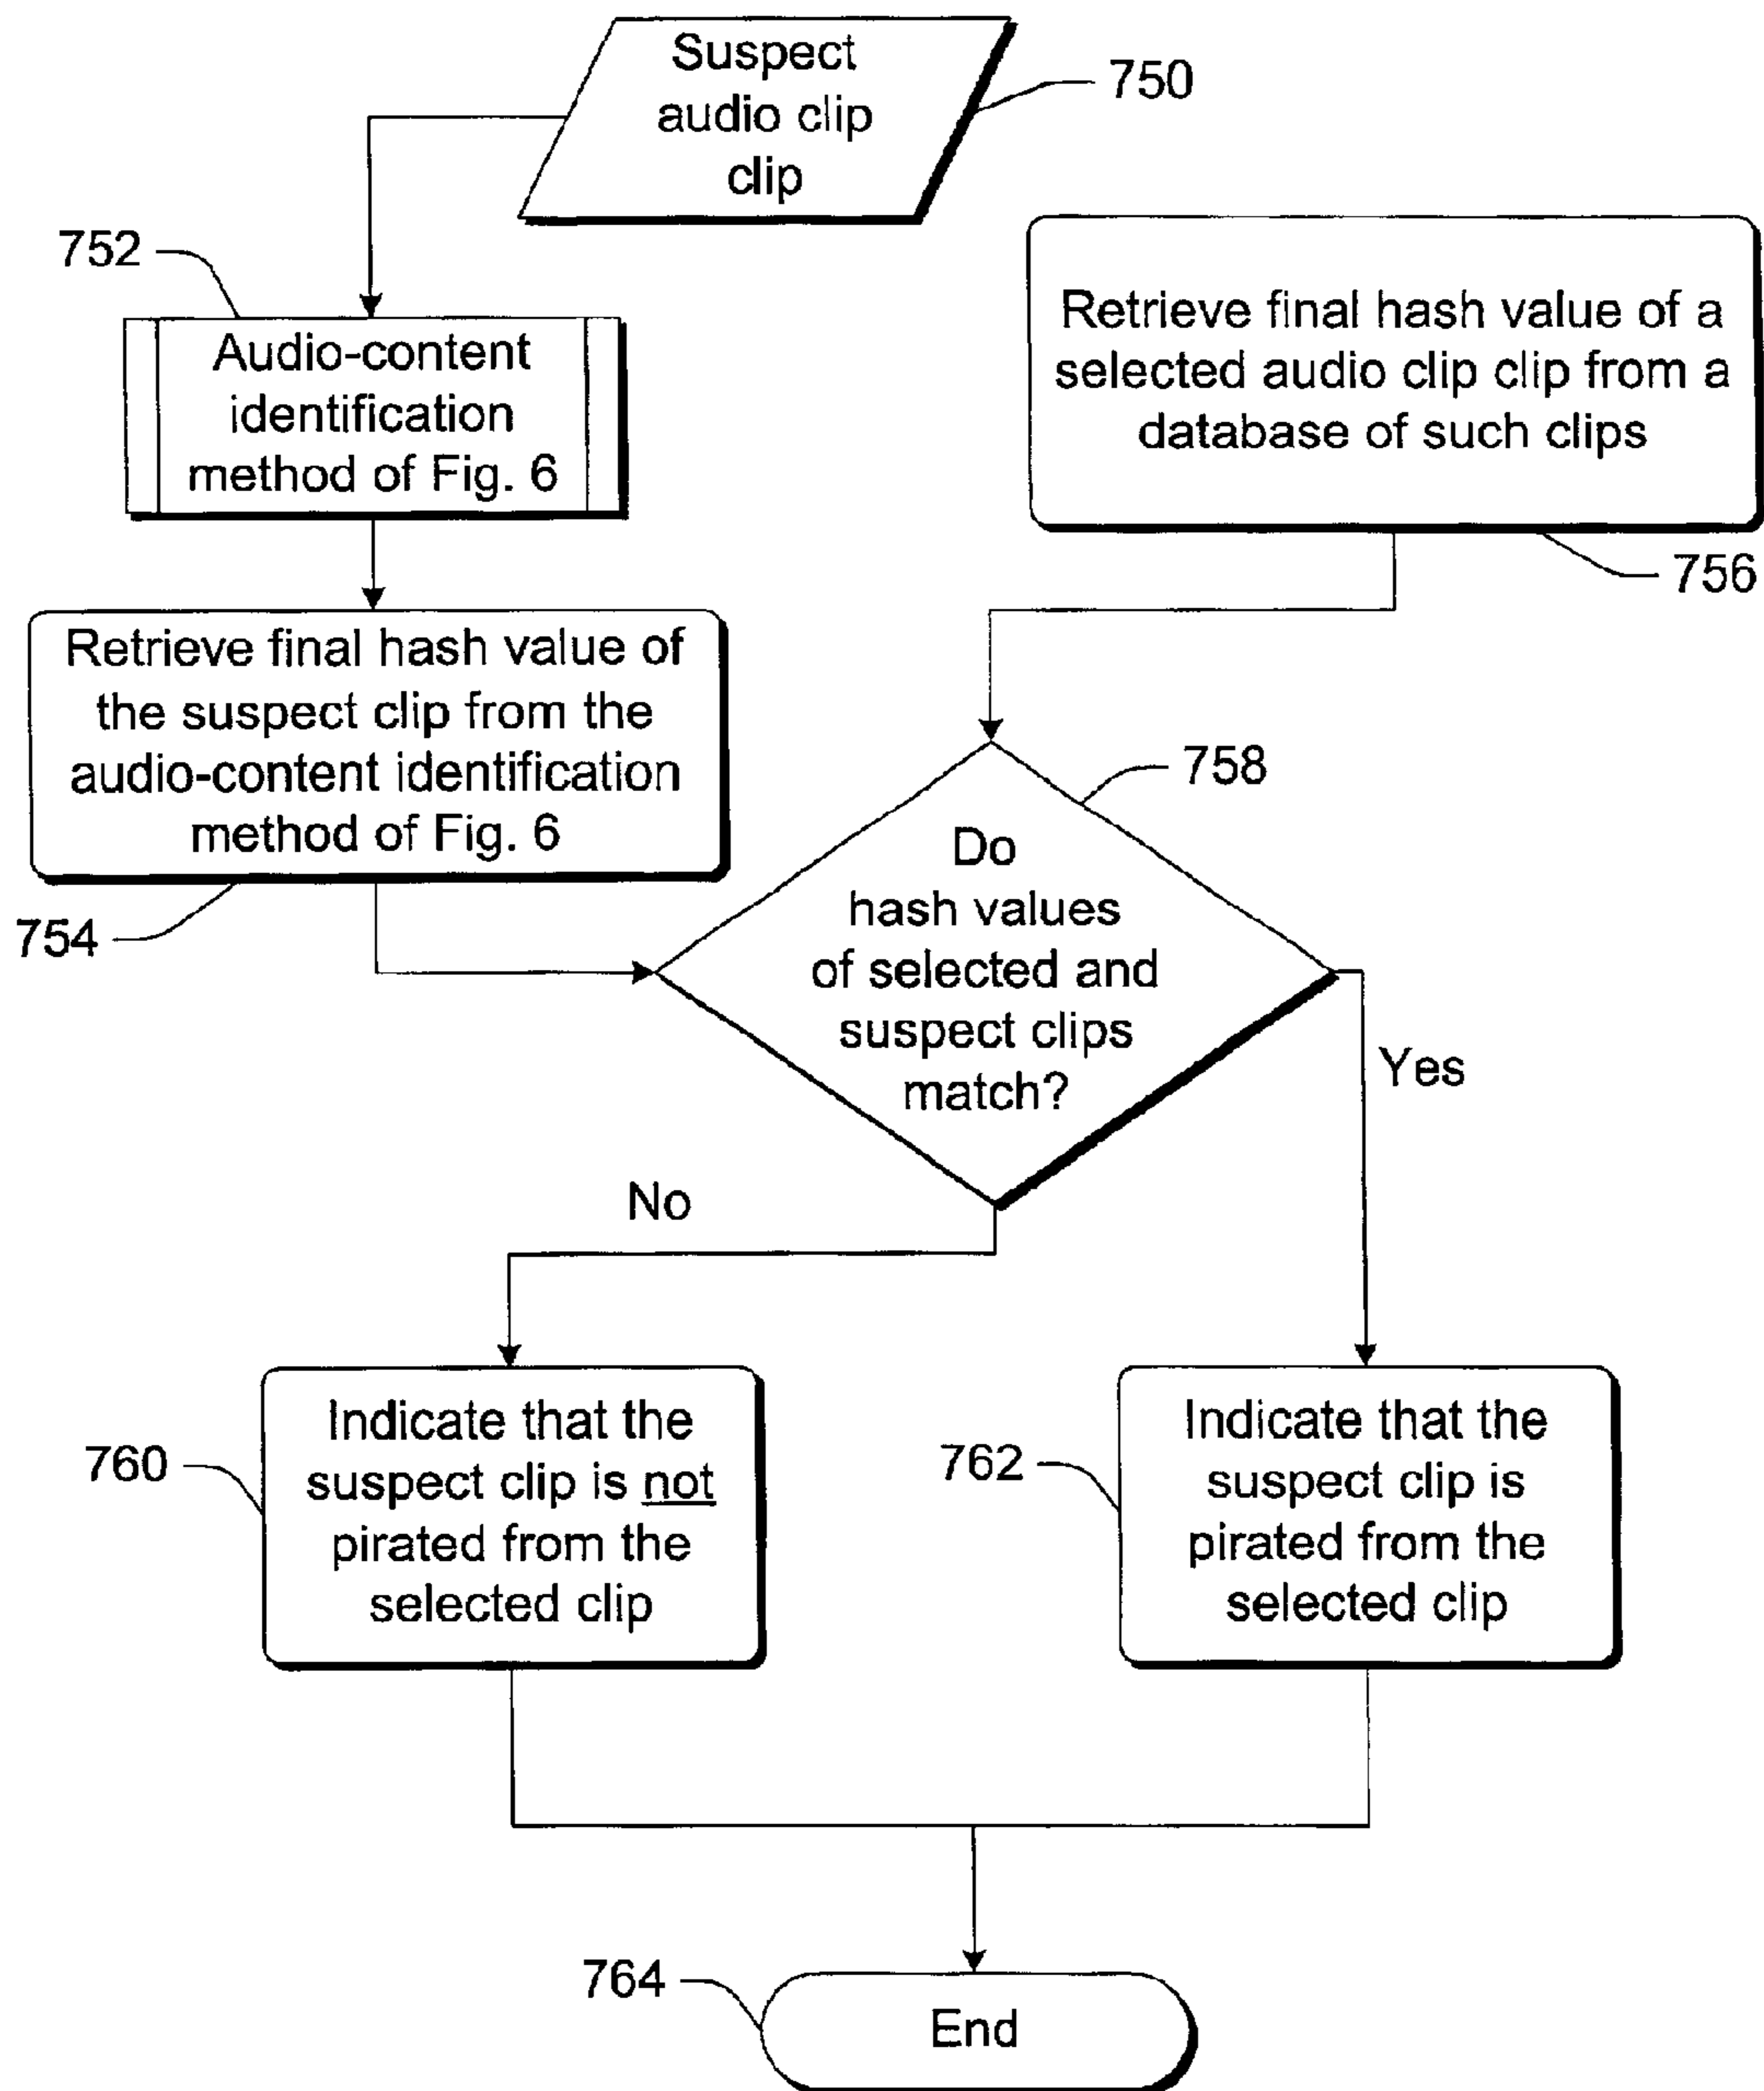 Suspect
audio clip
clip
750
752
Audio-content
identification
method of Fig. 6
Retrieve final hash value of a
selected audio clip clip from a
database of such clips
756
Retrieve final hash value of
the suspect clip from the
audio-content identification
method of Fig. 6
754
758
Do
hash values
of selected and
suspect clips
match?
Yes
No
760
Indicate that the
suspect clip is not
pirated from the
selected clip
762
Indicate that the
suspect clip is
pirated from the
selected clip
764
End